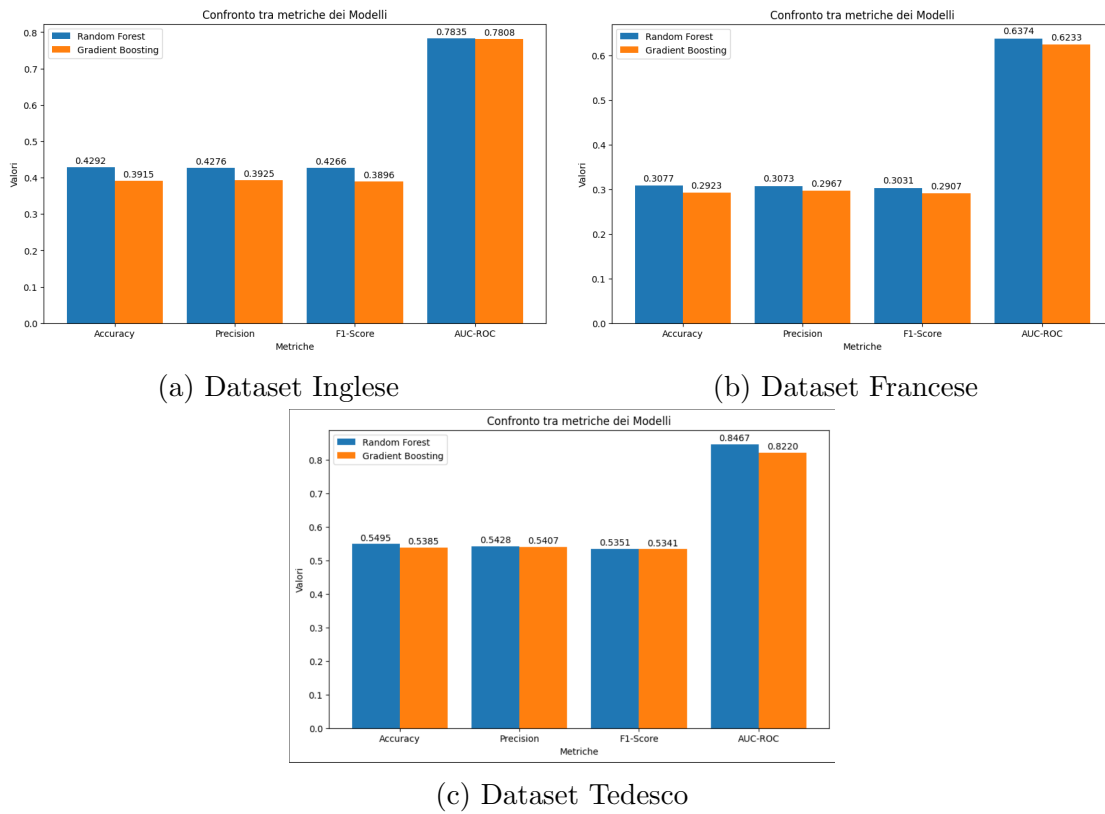 Confronto tra metriche dei Modelli
Random Forest
Gradient Boosting
0.8
0.7
0.6
0.5
0.4
0.3
0.2
0.1
0.0
Valori
0.4292
0.3915
0.4276
0.3925
0.4266
0.3896
0.7835
0.7808
Accuracy
Precision
F1-Score
AUC-ROC
Metriche
(a) Dataset Inglese
Confronto tra metriche dei Modelli
Random Forest
Gradient Boosting
0.6
0.5
0.4
0.3
0.2
0.1
0.0
Valori
0.3077
0.2923
0.3073
0.2967
0.3031
0.2907
0.6374
0.6233
Accuracy
Precision
F1-Score
AUC-ROC
Metriche
(b) Dataset Francese
Confronto tra metriche dei Modelli
Random Forest
Gradient Boosting
0.8
0.7
0.6
0.5
0.4
0.3
0.2
0.1
0.0
Valori
0.5495
0.5385
0.5428
0.5407
0.5351
0.5341
0.8467
0.8220
Accuracy
Precision
F1-Score
AUC-ROC
Metriche
(c) Dataset Tedesco